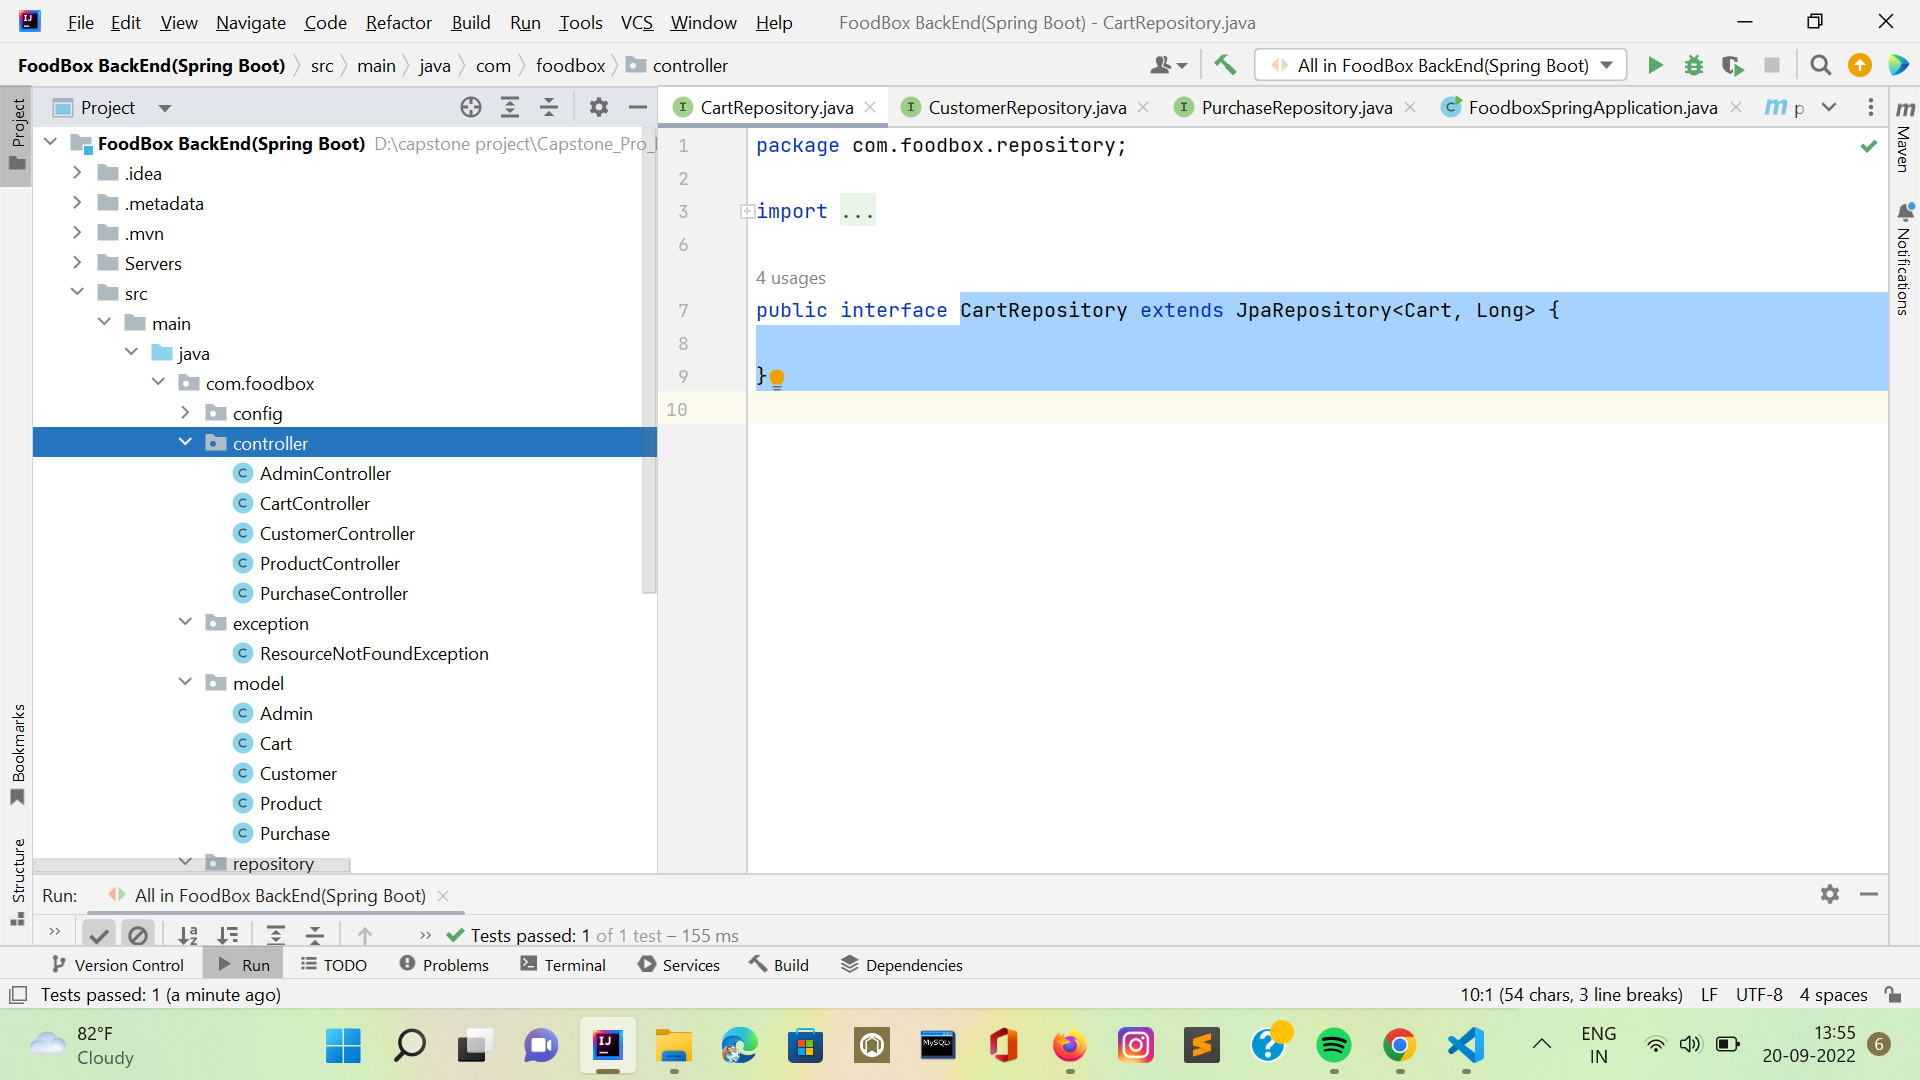 File Edit View Navigate Code Refactor Build Run Tools VCS Window Help FoodBox BackEnd(Spring Boot) - CartRepository.java
FoodBox BackEnd(Spring Boot) src main java com foodbox controller All in FoodBox BackEnd(Spring Boot)
Project
CartRepository.java CustomerRepository.java PurchaseRepository.java FoodboxSpringApplication.java m p
FoodBox BackEnd(Spring Boot) D:\capstone project\Capstone_Pro_
.idea
.metadata
.mvn
Servers
src
main
java
com.foodbox
config
controller
AdminController
CartController
CustomerController
ProductController
PurchaseController
exception
ResourceNotFoundException
model
Admin
Cart
Customer
Product
Purchase
repository
1 package com.foodbox.repository;
2
3 import ...
6
4 usages
7 public interface CartRepository extends JpaRepository<Cart, Long> {
8
9 }
10
Project
Bookmarks
Structure
m Maven
Notifications
Run: All in FoodBox BackEnd(Spring Boot)
Tests passed: 1 of 1 test – 155 ms
Version Control Run TODO Problems Terminal Services Build Dependencies
Tests passed: 1 (a minute ago) 10:1 (54 chars, 3 line breaks) LF UTF-8 4 spaces
82°F
Cloudy
IJ
MySQL
ENG
IN
13:55
20-09-2022
6